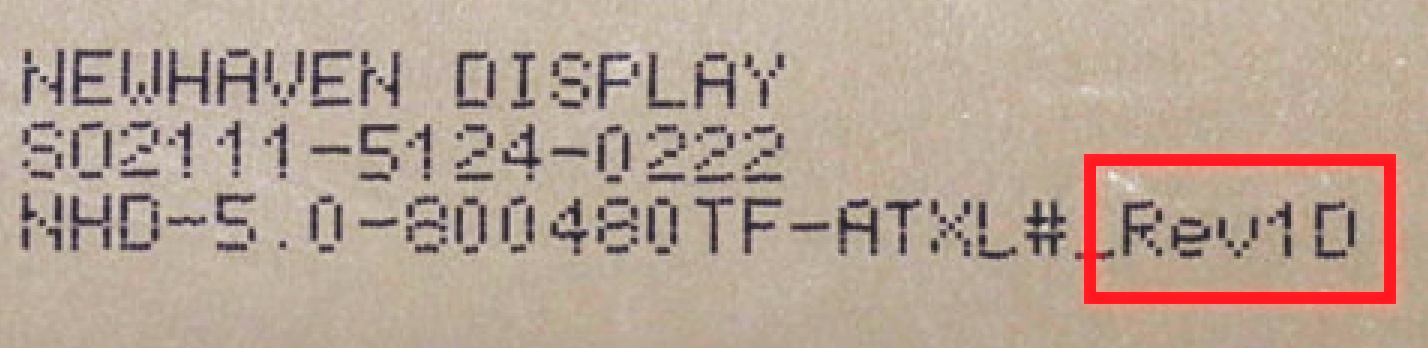 NEWHAVEN DISPLAY
S02111-5124-0222
NHD-5.0-800480TF-ATXL#_Rev1D